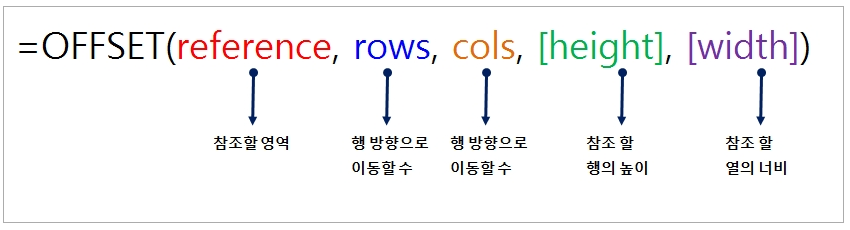 =OFFSET(reference, rows, cols, [height], [width])
참조할 영역
행 방향으로
이동할 수
행 방향으로
이동할 수
참조 할
행의 높이
참조 할
열의 너비